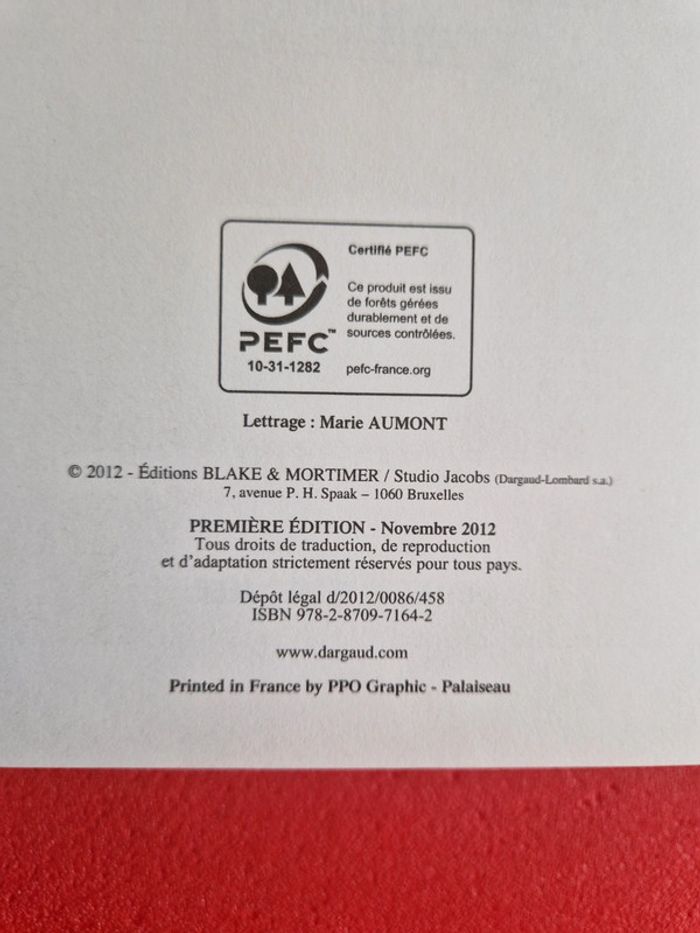 Certifié PEFC
Ce produit est issu
de forêts gérées
durablement et de
sources contrôlées.
pefc-france.org
PEFC™
10-31-1282
Lettrage : Marie AUMONT
© 2012 - Éditions BLAKE & MORTIMER / Studio Jacobs (Dargaud-Lombard s.a.)
7, avenue P. H. Spaak – 1060 Bruxelles
PREMIÈRE ÉDITION - Novembre 2012
Tous droits de traduction, de reproduction
et d'adaptation strictement réservés pour tous pays.
Dépôt légal d/2012/0086/458
ISBN 978-2-8709-7164-2
www.dargaud.com
Printed in France by PPO Graphic - Palaiseau